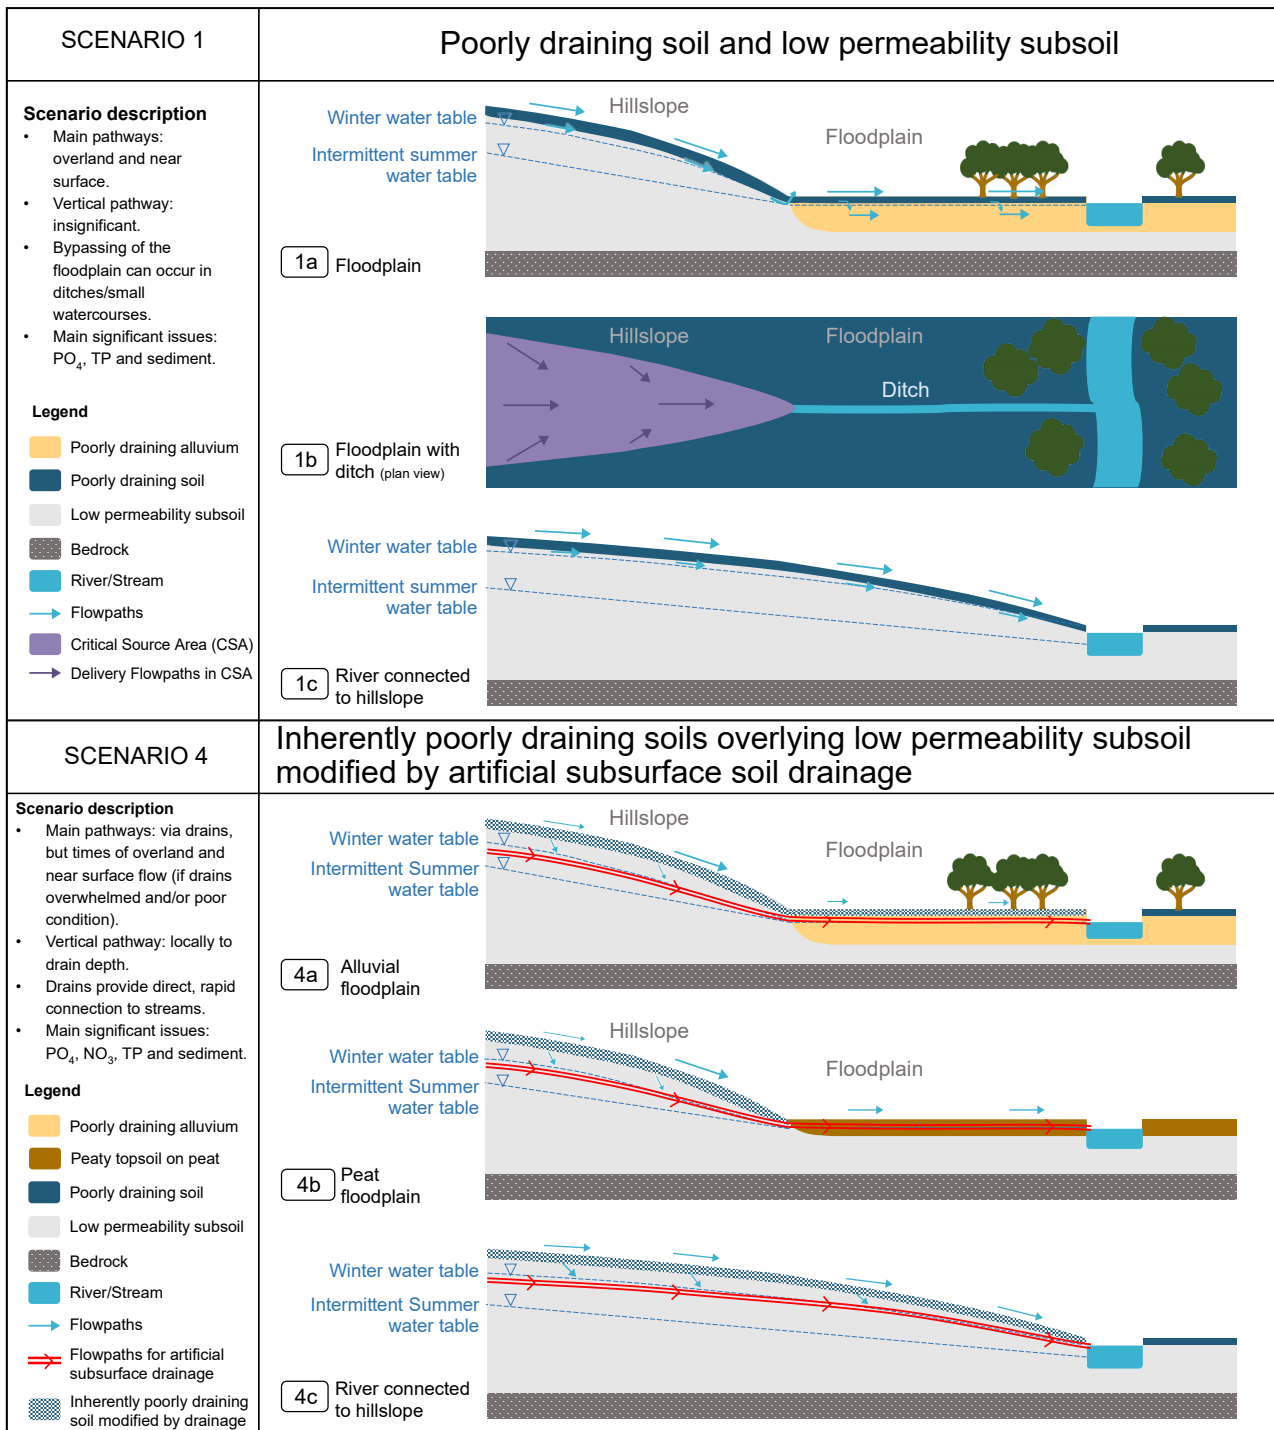 SCENARIO 1
Poorly draining soil and low permeability subsoil
Scenario description
• Main pathways:
overland and near
surface.
• Vertical pathway:
insignificant.
• Bypassing of the
floodplain can occur in
ditches/small
watercourses.
• Main significant issues:
PO4, TP and sediment.
Legend
Poorly draining alluvium
Poorly draining soil
Low permeability subsoil
Bedrock
River/Stream
Flowpaths
Critical Source Area (CSA)
Delivery Flowpaths in CSA
Hillslope
Winter water table
Floodplain
Intermittent summer
water table
1a Floodplain
Hillslope
Floodplain
Ditch
1b Floodplain with
ditch (plan view)
Winter water table
Intermittent summer
water table
1c River connected
to hillslope
SCENARIO 4
Inherently poorly draining soils overlying low permeability subsoil
modified by artificial subsurface soil drainage
Scenario description
• Main pathways: via drains,
but times of overland and
near surface flow (if drains
overwhelmed and/or poor
condition).
• Vertical pathway: locally to
drain depth.
• Drains provide direct, rapid
connection to streams.
• Main significant issues:
PO4, NO3, TP and sediment.
Legend
Poorly draining alluvium
Peaty topsoil on peat
Poorly draining soil
Low permeability subsoil
Bedrock
River/Stream
Flowpaths
Flowpaths for artificial
subsurface drainage
Inherently poorly draining
soil modified by drainage
Hillslope
Winter water table
Floodplain
Intermittent Summer
water table
4a Alluvial
floodplain
Hillslope
Winter water table
Floodplain
Intermittent Summer
water table
4b Peat
floodplain
Winter water table
Intermittent Summer
water table
4c River connected
to hillslope